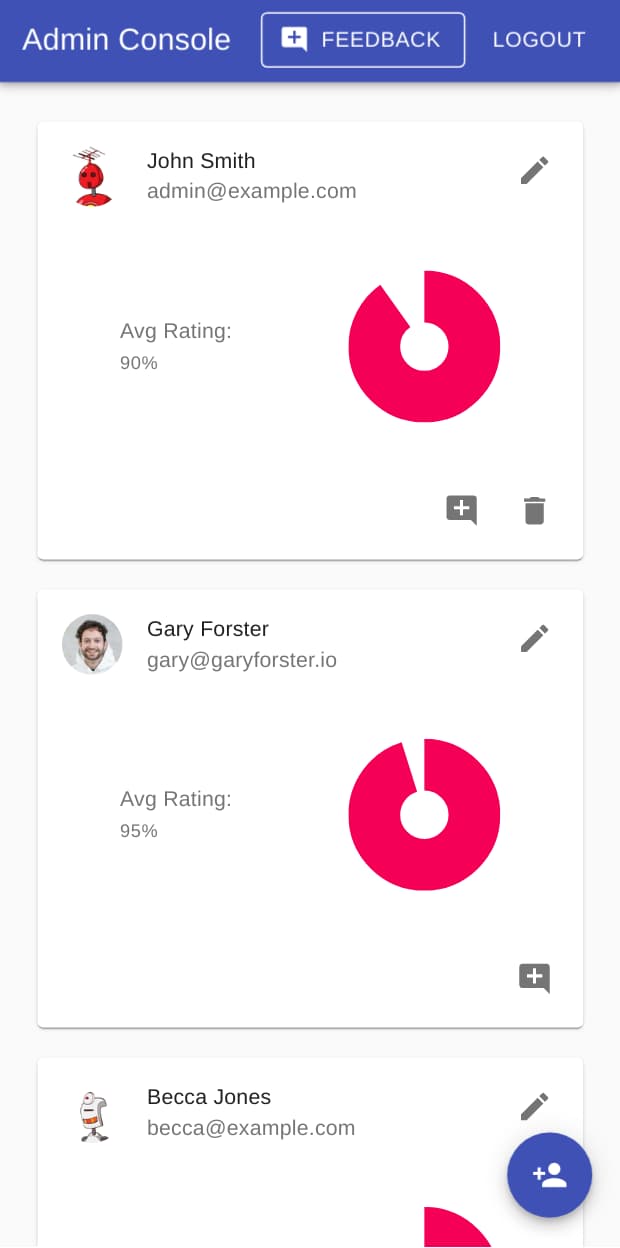 Admin Console
FEEDBACK
LOGOUT
John Smith
admin@example.com
Avg Rating:
90%
Gary Forster
gary@garyforster.io
Avg Rating:
95%
Becca Jones
becca@example.com